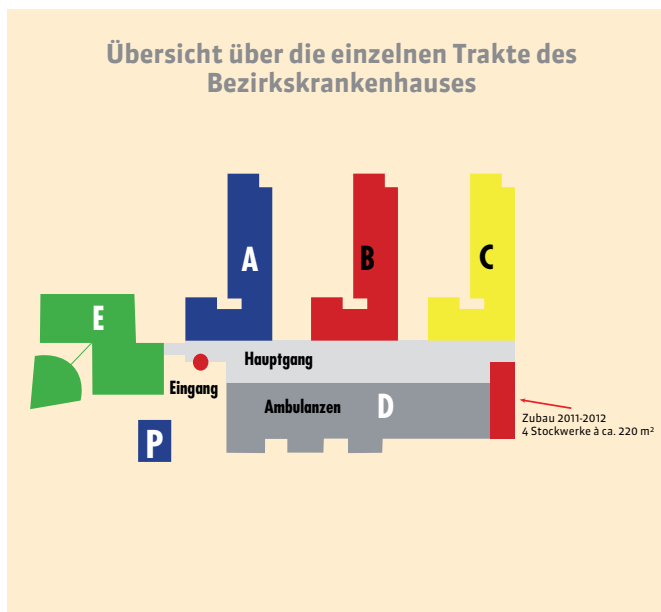 Übersicht über die einzelnen Trakte des
Bezirkskrankenhauses
A
B
C
E
Hauptgang
Eingang
Ambulanzen
D
Zubau 2011-2012
4 Stockwerke à ca. 220 m²
P